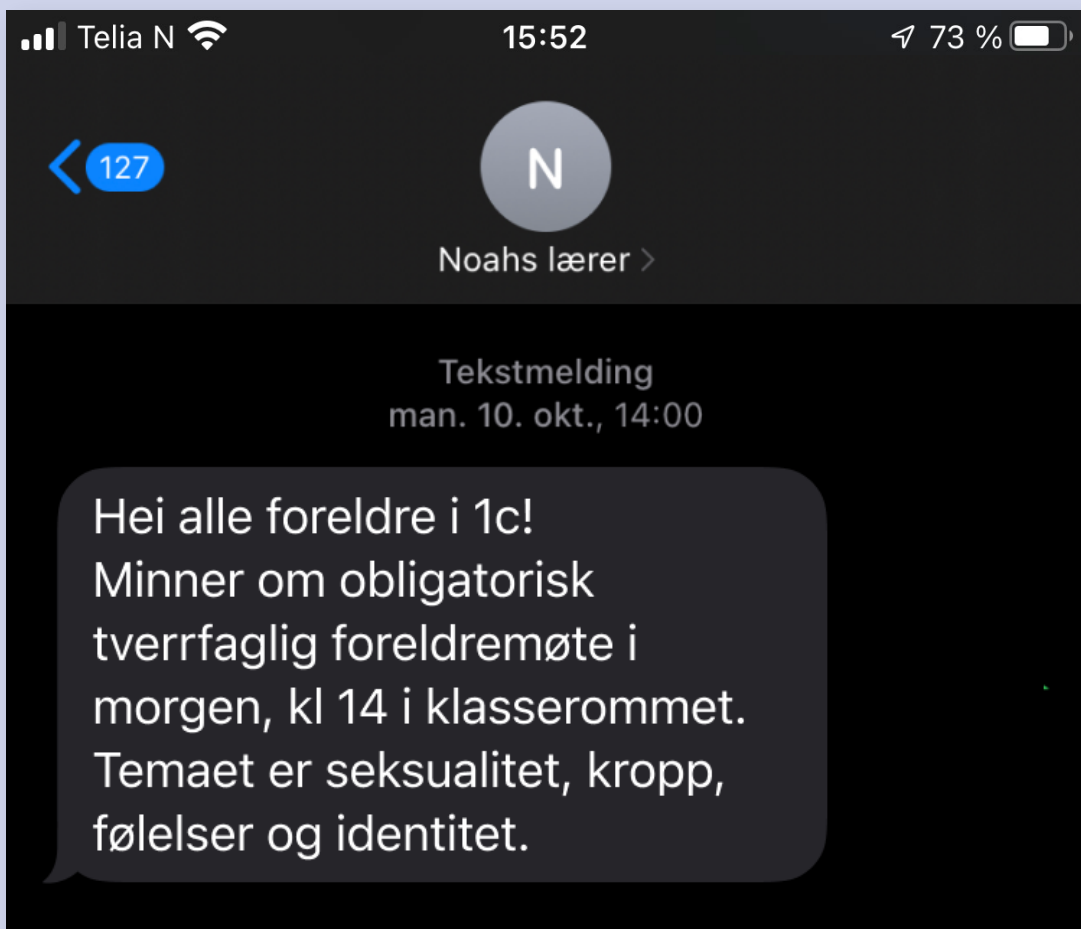 Telia N 15:52 73 %
127
N
Noahs lærer
Tekstmelding
man. 10. okt., 14:00
Hei alle foreldre i 1c!
Minner om obligatorisk
tverrfaglig foreldremøte i
morgen, kl 14 i klasserommet.
Temaet er seksualitet, kropp,
følelser og identitet.